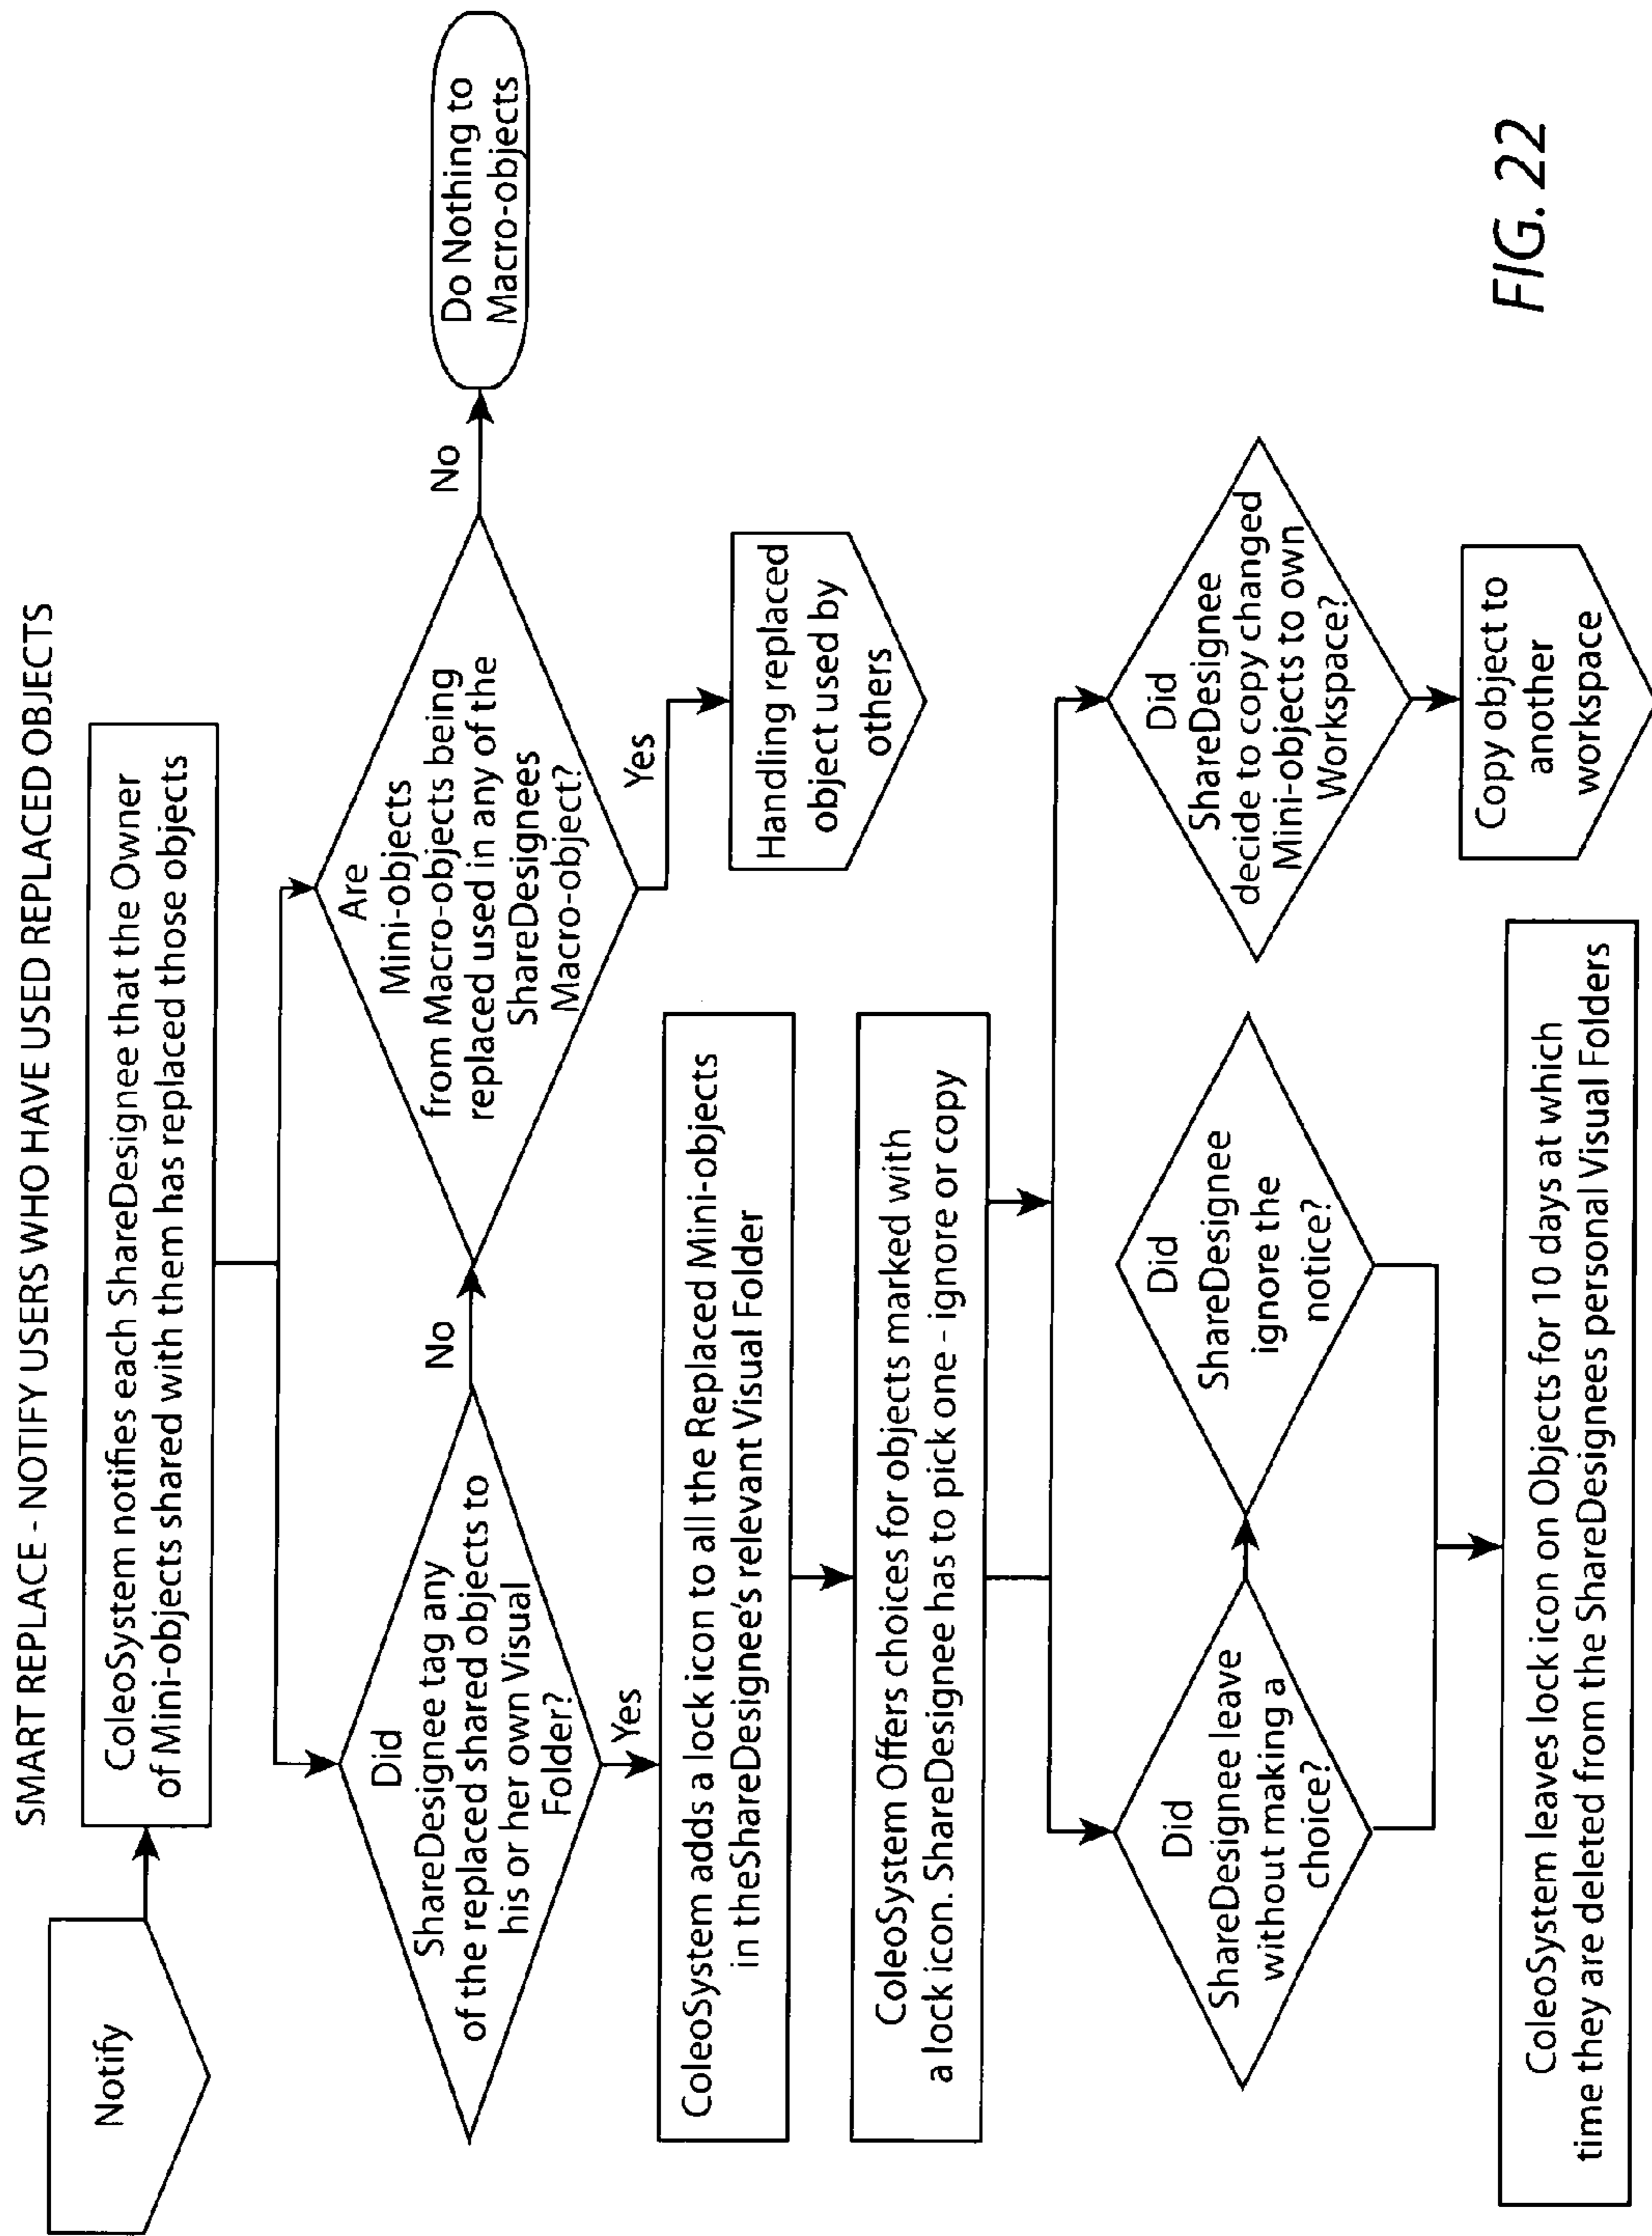 SMART REPLACE - NOTIFY USERS WHO HAVE USED REPLACED OBJECTS
Notify
ColeoSystem notifies each ShareDesignee that the Owner
of Mini-objects shared with them has replaced those objects
Did
ShareDesignee tag any
of the replaced shared objects to
his or her own Visual
Folder?
No
Yes
Are
Mini-objects
from Macro-objects being
replaced used in any of the
ShareDesignees
Macro-object?
No
Do Nothing to
Macro-objects
Yes
Handling replaced
object used by
others
ColeoSystem adds a lock icon to all the Replaced Mini-objects
in theShareDesignee's relevant Visual Folder
ColeoSystem Offers choices for objects marked with
a lock icon. ShareDesignee has to pick one - ignore or copy
Did
ShareDesignee leave
without making a
choice?
Did
ShareDesignee
ignore the
notice?
Did
ShareDesignee
decide to copy changed
Mini-objects to own
Workspace?
ColeoSystem leaves lock icon on Objects for 10 days at which
time they are deleted from the ShareDesignees personal Visual Folders
Copy object to
another
workspace
FIG. 22